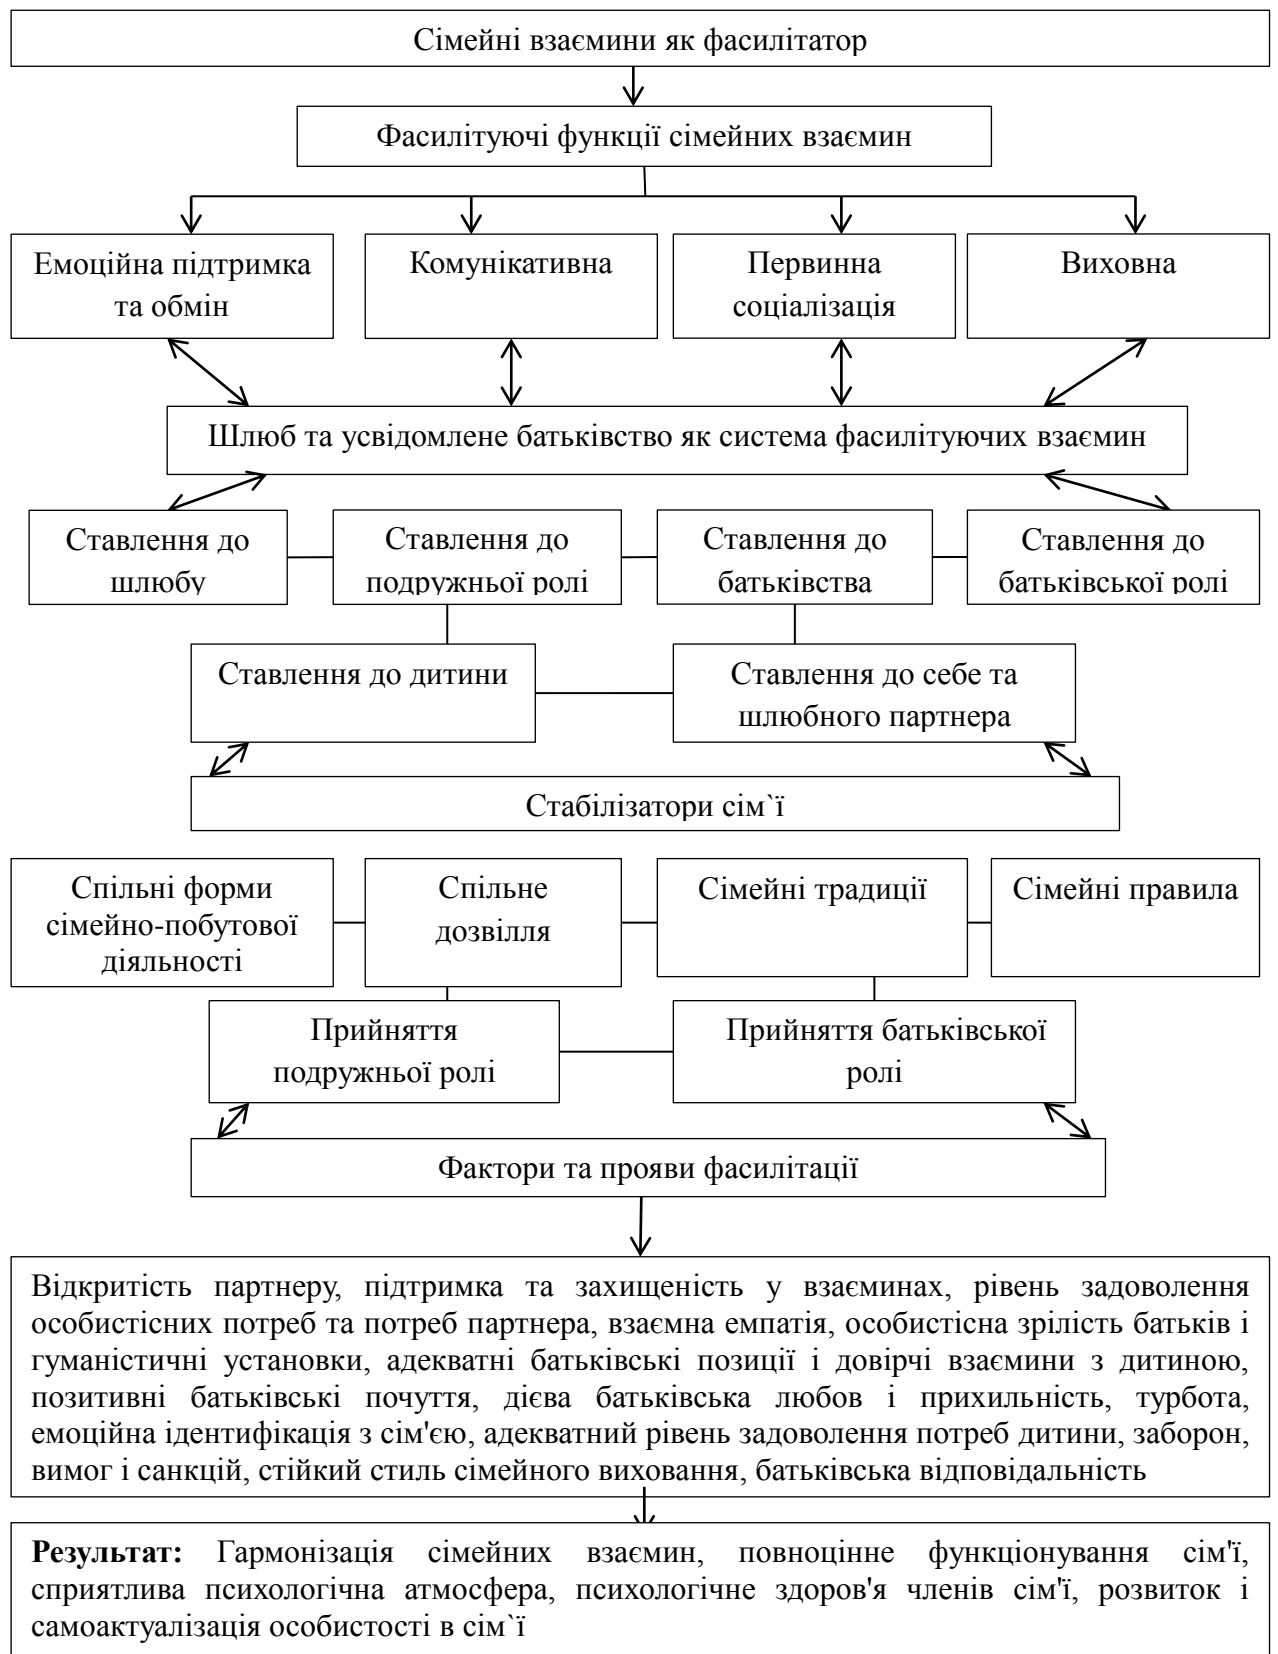 Сімейні взаємини як фасилітатор
Фасилітуючі функції сімейних взаємин
Емоційна підтримка
та обмін
Комунікативна
Первинна
соціалізація
Виховна
Шлюб та усвідомлене батьківство як система фасилітуючих взаємин
Ставлення до
шлюбу
Ставлення до
подружньої ролі
Ставлення до
батьківства
Ставлення до
батьківської ролі
Ставлення до дитини
Ставлення до себе та
шлюбного партнера
Стабілізатори сім`ї
Спільні форми
сімейно-побутової
діяльності
Спільне
дозвілля
Сімейні традиції
Сімейні правила
Прийняття
подружньої ролі
Прийняття батьківської
ролі
Фактори та прояви фасилітації
Відкритість партнеру, підтримка та захищеність у взаєминах, рівень задоволення
особистісних потреб та потреб партнера, взаємна емпатія, особистісна зрілість батьків і
гуманістичні установки, адекватні батьківські позиції і довірчі взаємини з дитиною,
позитивні батьківські почуття, дієва батьківська любов і прихильність, турбота,
емоційна ідентифікація з сім'єю, адекватний рівень задоволення потреб дитини, заборон,
вимог і санкцій, стійкий стиль сімейного виховання, батьківська відповідальність
Результат: Гармонізація сімейних взаємин, повноцінне функціонування сім'ї,
сприятлива психологічна атмосфера, психологічне здоров'я членів сім'ї, розвиток і
самоактуалізація особистості в сім`ї